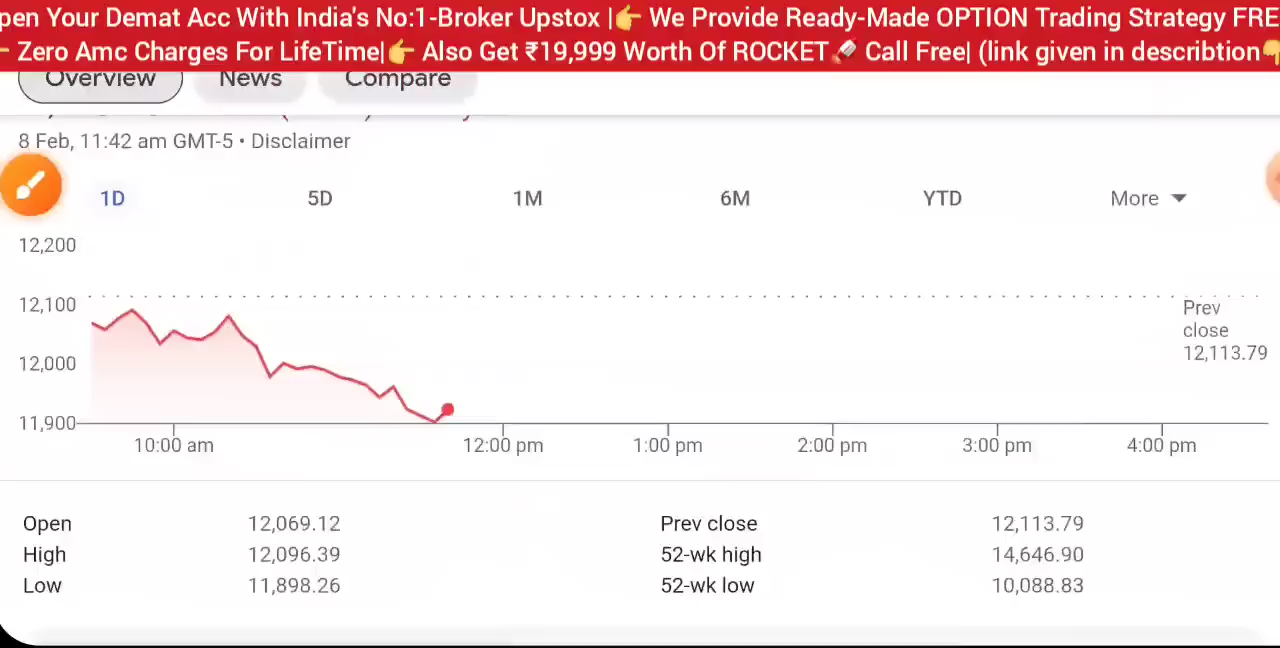 pen Your Demat Acc With India's No:1-Broker Upstox |👉 We Provide Ready-Made OPTION Trading Strategy FRE
Zero Amc Charges For LifeTime|👉 Also Get ₹19,999 Worth Of ROCKET🚀 Call Free| (link given in describtion👇
Overview News Compare
8 Feb, 11:42 am GMT-5 • Disclaimer
1D 5D 1M 6M YTD More
12,200
12,100
12,000
11,900
Prev
close
12,113.79
10:00 am 12:00 pm 1:00 pm 2:00 pm 3:00 pm 4:00 pm
Open 12,069.12 Prev close 12,113.79
High 12,096.39 52-wk high 14,646.90
Low 11,898.26 52-wk low 10,088.83